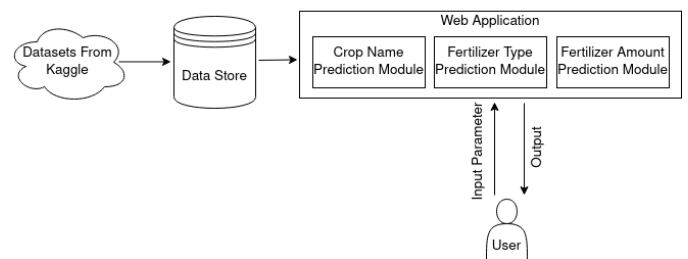 Web Application
Datasets From
Kaggle
Data Store
Crop Name
Prediction Module
Fertilizer Type
Prediction Module
Fertilizer Amount
Prediction Module
Input Parameter
Output
User